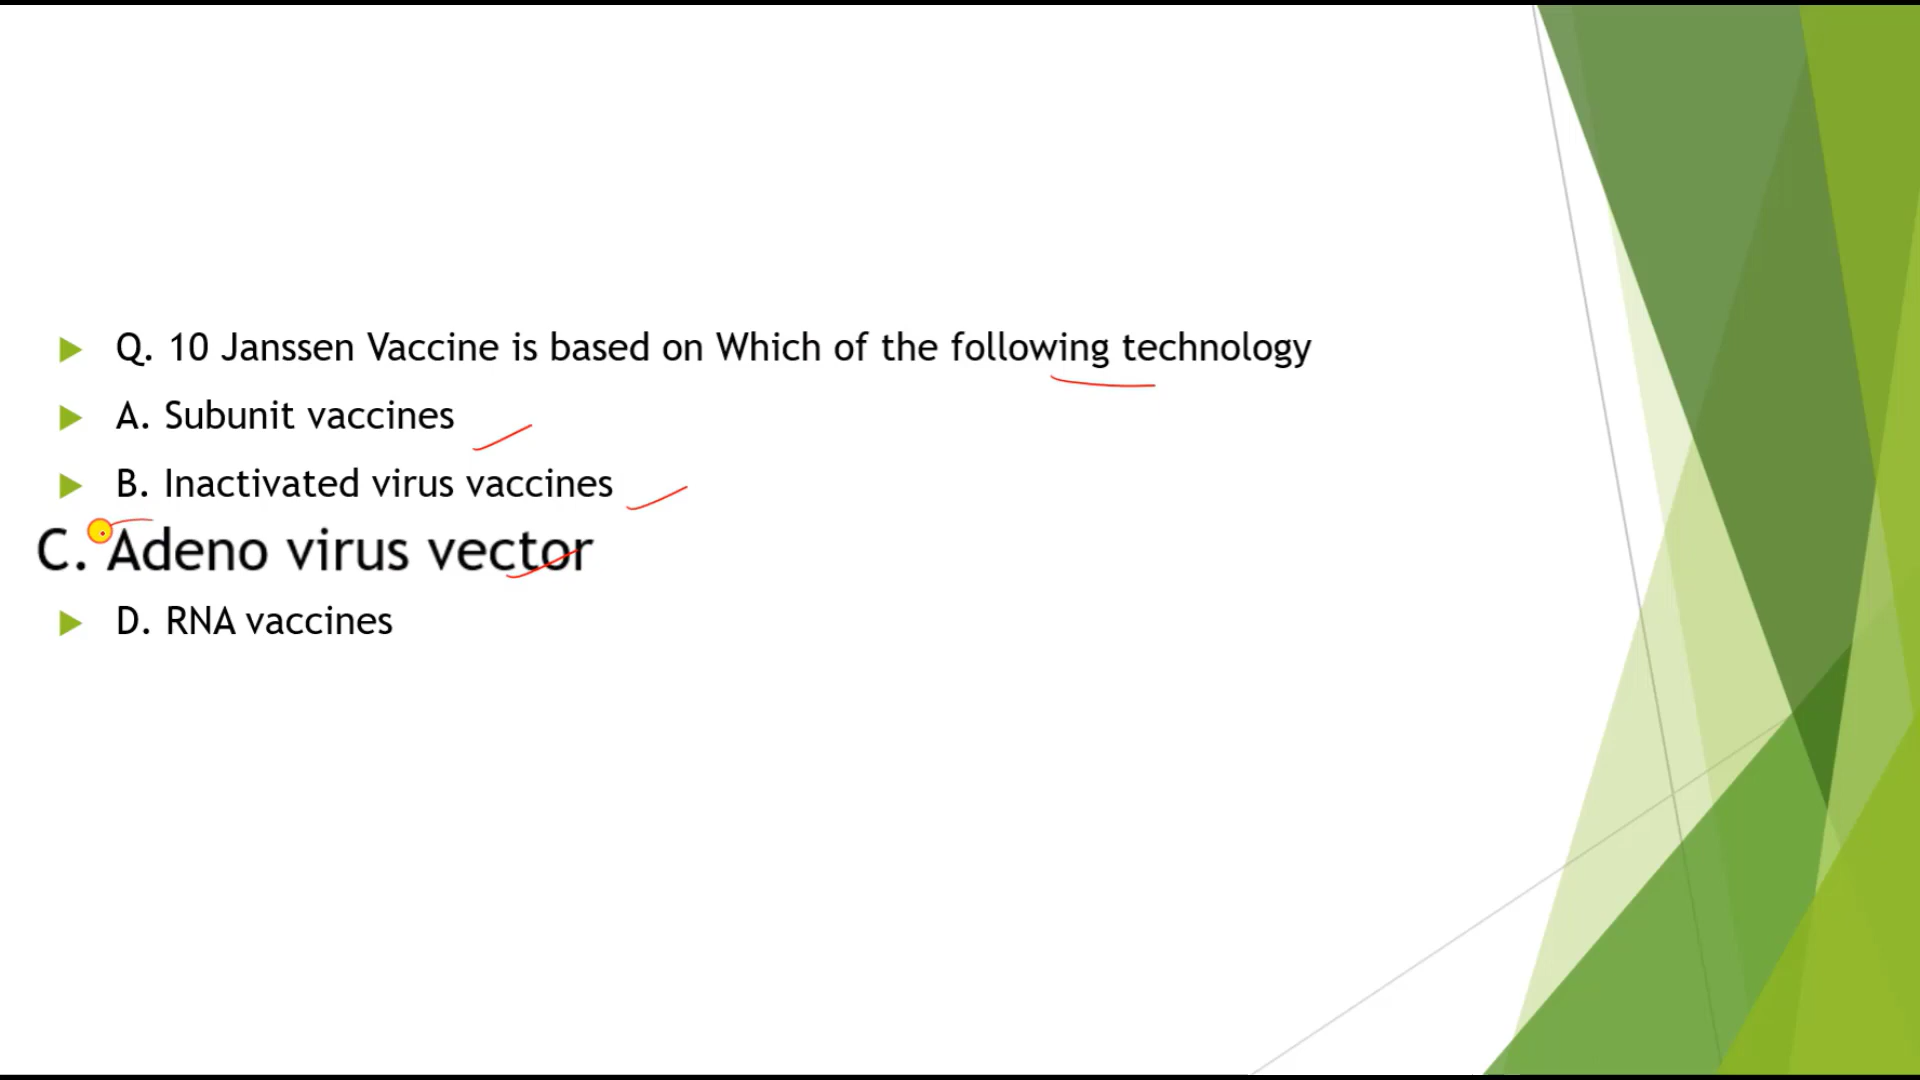 Q. 10 Janssen Vaccine is based on Which of the following technology
A. Subunit vaccines
B. Inactivated virus vaccines
C. Adeno virus vector
D. RNA vaccines